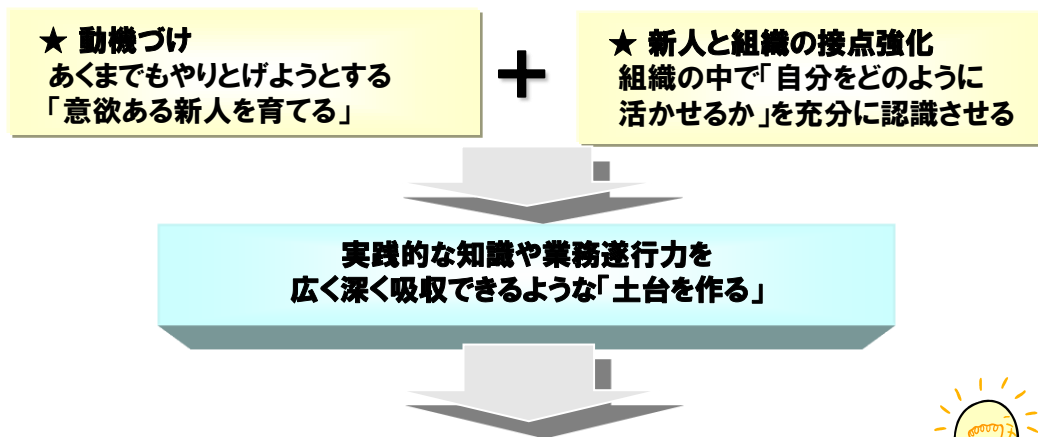 ★ 動機づけ
あくまでもやりとげようとする
「意欲ある新人を育てる」
+
★ 新人と組織の接点強化
組織の中で「自分をどのように
活かせるか」を充分に認識させる
実践的な知識や業務遂行力を
広く深く吸収できるような「土台を作る」